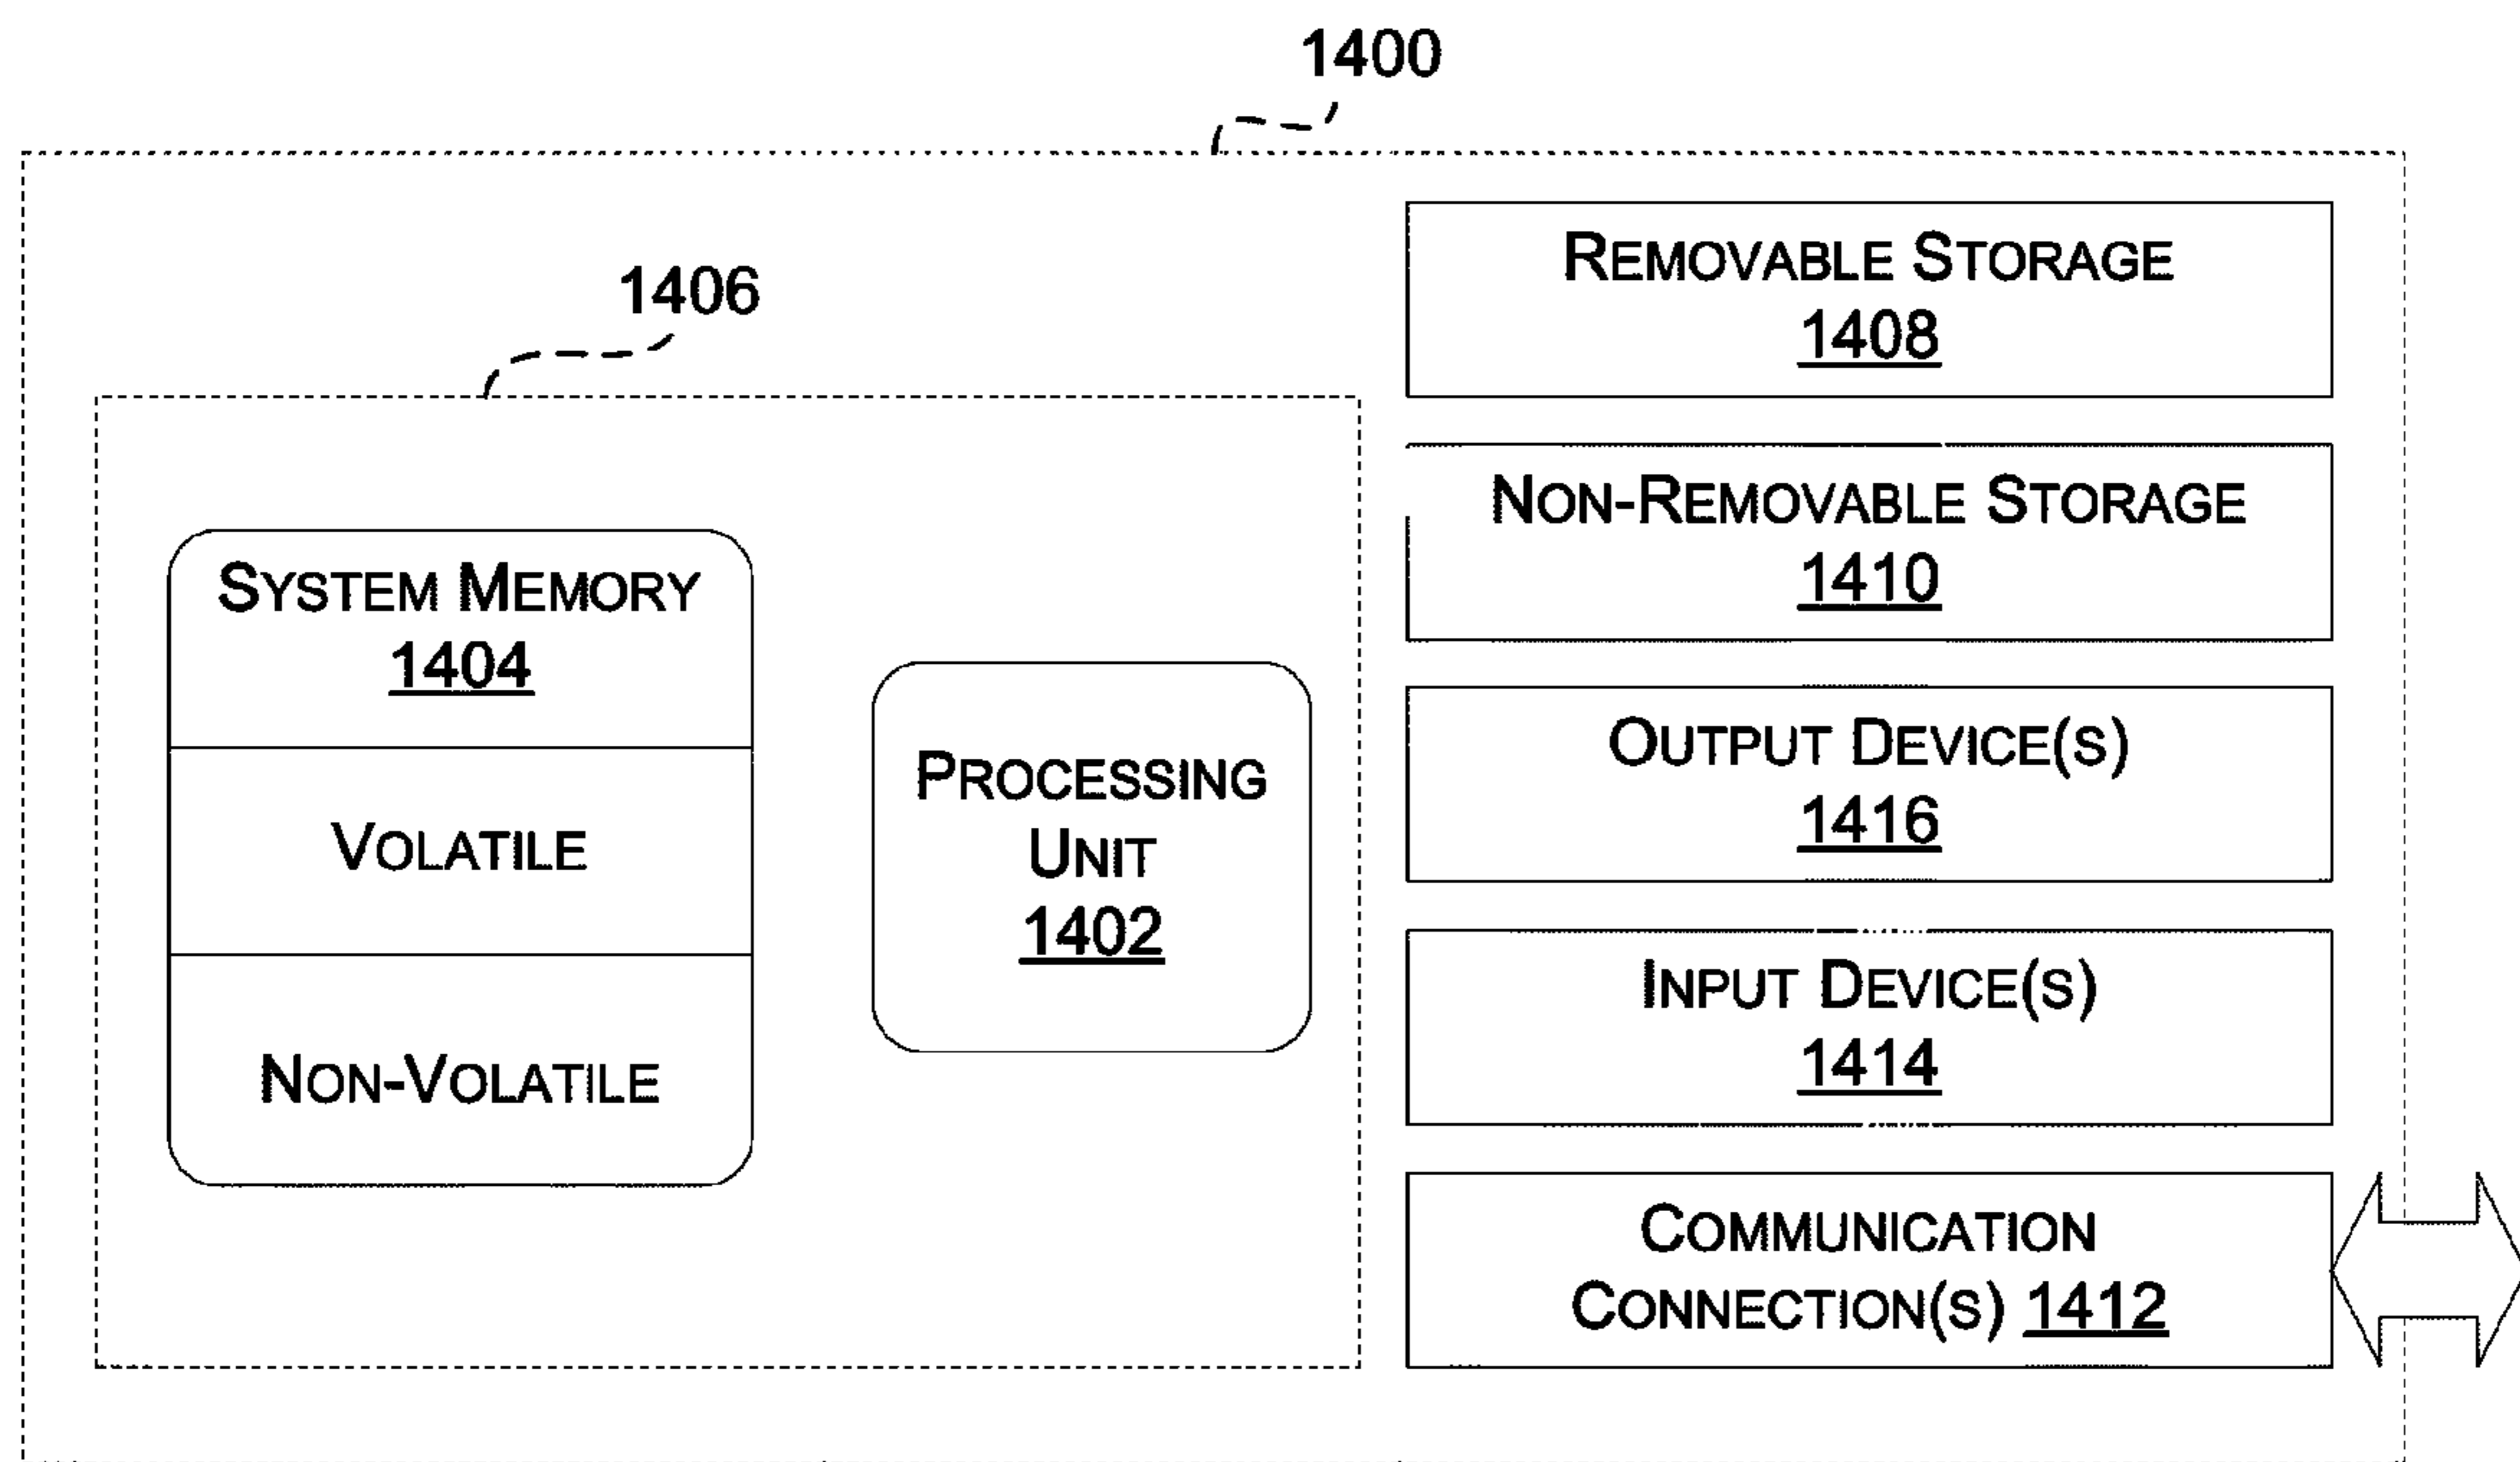 1400
1406
SYSTEM MEMORY
1404
VOLATILE
NON-VOLATILE
PROCESSING
UNIT
1402
REMOVABLE STORAGE
1408
NON-REMOVABLE STORAGE
1410
OUTPUT DEVICE(S)
1416
INPUT DEVICE(S)
1414
COMMUNICATION
CONNECTION(S) 1412